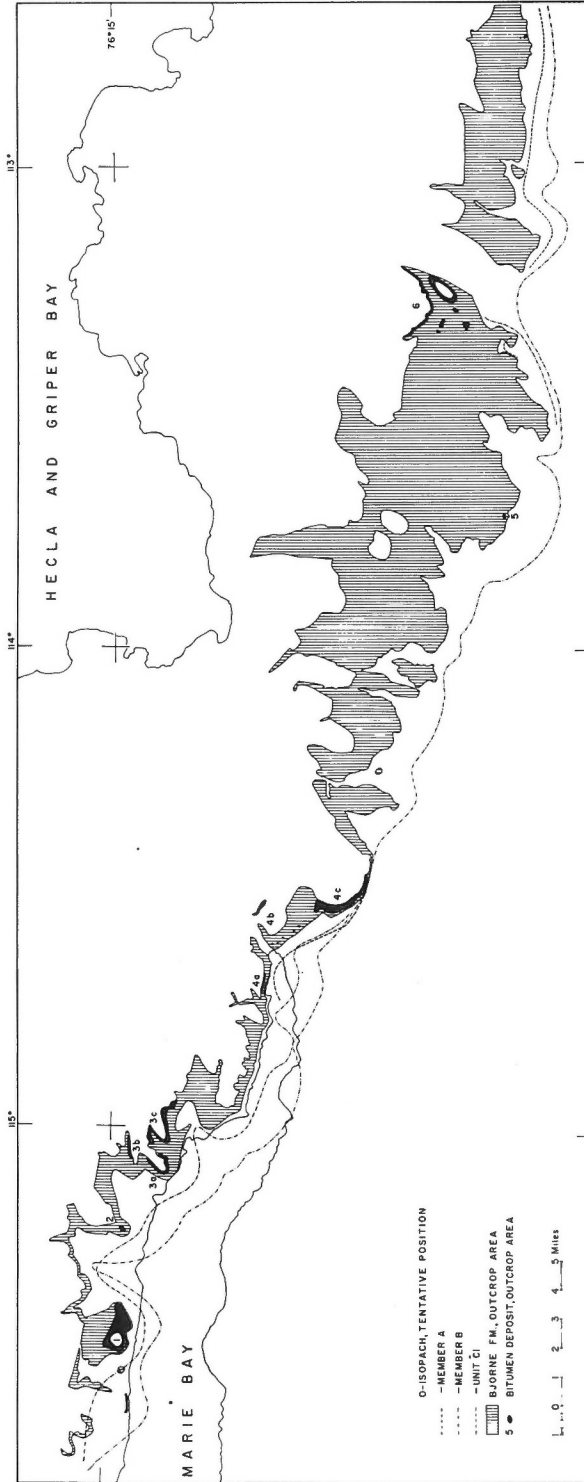 115°
114°
113°
76°15'
HECLA AND GRIPER BAY
MARIE BAY
1
2
3a
3b
3c
4a
4b
4c
5
6
0-ISOPACH, TENTATIVE POSITION
MEMBER A
MEMBER B
UNIT C1
BJORNE FM., OUTCROP AREA
5 BITUMEN DEPOSIT, OUTCROP AREA
1 0 1 2 3 4 5 Miles